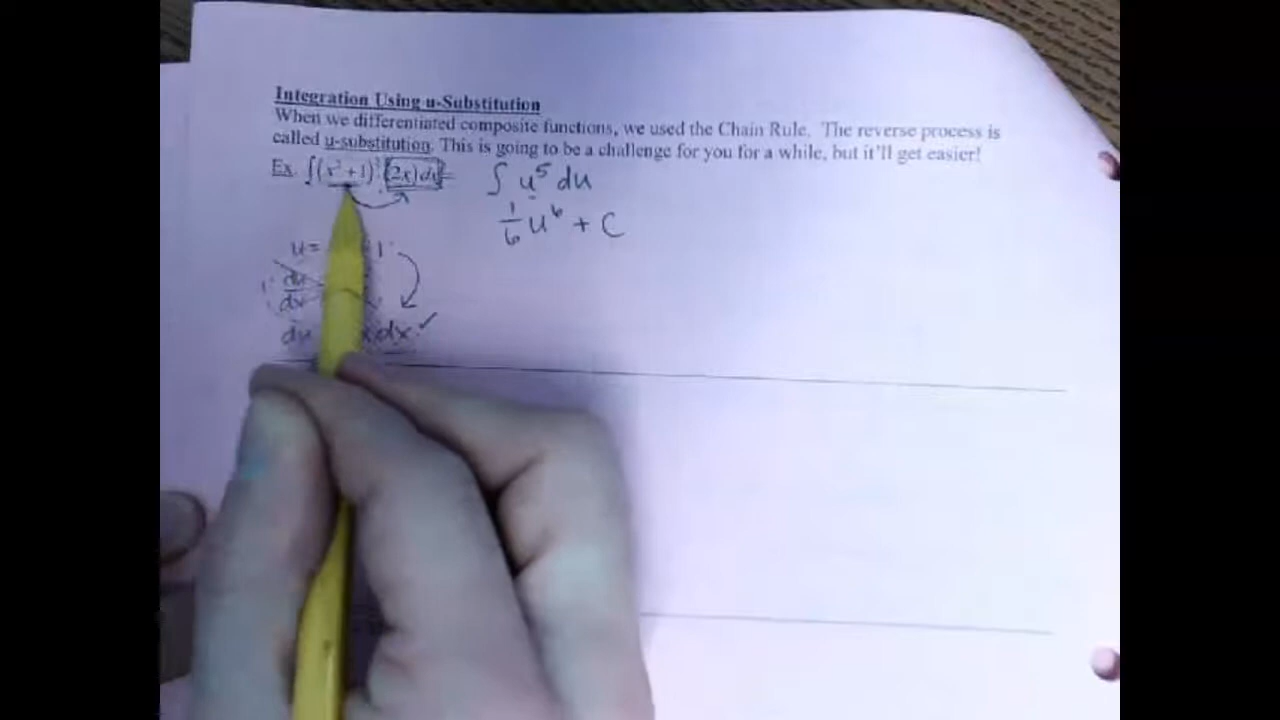 Integration Using u-Substitution
When we differentiated composite functions, we used the Chain Rule. The reverse process is
called u-substitution. This is going to be a challenge for you for a while, but it'll get easier!
Ex. ∫(x² + 1) (2x)dx = ∫ u⁵ du
1/6 u⁶ + C
u = 1
du/dx
du x dx ✓